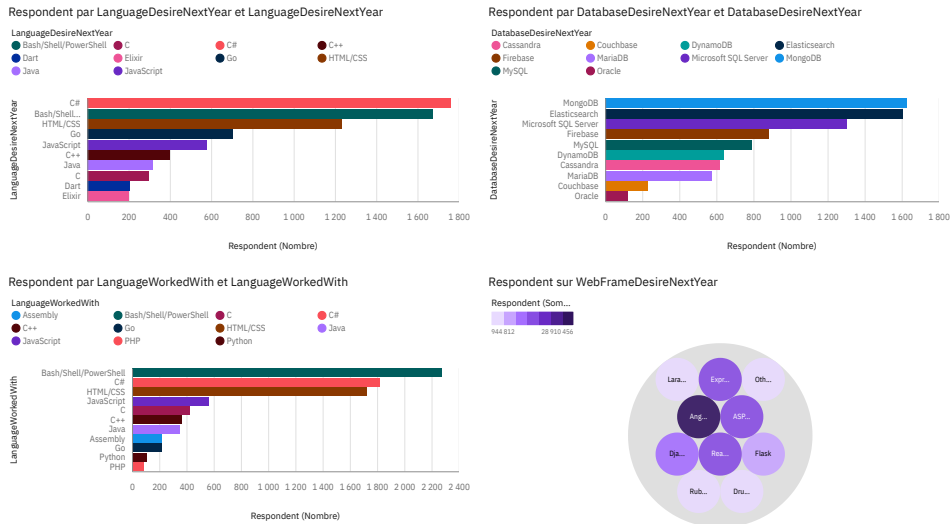 Respondent par LanguageDesireNextYear et LanguageDesireNextYear
LanguageDesireNextYear
Bash/Shell/PowerShell C C# C++
Dart Elixir Go HTML/CSS
Java JavaScript
LanguageDesireNextYear
C#
Bash/Shell...
HTML/CSS
Go
JavaScript
C++
Java
C
Dart
Elixir
0 200 400 600 800 1 000 1 200 1 400 1 600 1 800
Respondent (Nombre)
Respondent par DatabaseDesireNextYear et DatabaseDesireNextYear
DatabaseDesireNextYear
Cassandra Couchbase DynamoDB Elasticsearch
Firebase MariaDB Microsoft SQL Server MongoDB
MySQL Oracle
DatabaseDesireNextYear
MongoDB
Elasticsearch
Microsoft SQL Server
Firebase
MySQL
DynamoDB
Cassandra
MariaDB
Couchbase
Oracle
0 200 400 600 800 1 000 1 200 1 400 1 600 1 800
Respondent (Nombre)
Respondent par LanguageWorkedWith et LanguageWorkedWith
LanguageWorkedWith
Assembly Bash/Shell/PowerShell C C#
C++ Go HTML/CSS Java
JavaScript PHP Python
LanguageWorkedWith
Bash/Shell/PowerShell
C#
HTML/CSS
JavaScript
C
C++
Java
Assembly
Go
Python
PHP
0 200 400 600 800 1 000 1 200 1 400 1 600 1 800 2 000 2 200 2 400
Respondent (Nombre)
Respondent sur WebFrameDesireNextYear
Respondent (Som...
944 812 28 910 456
Lara... Expr... Oth...
Ang... ASP...
Dja... Rea... Flask
Rub... Dru...